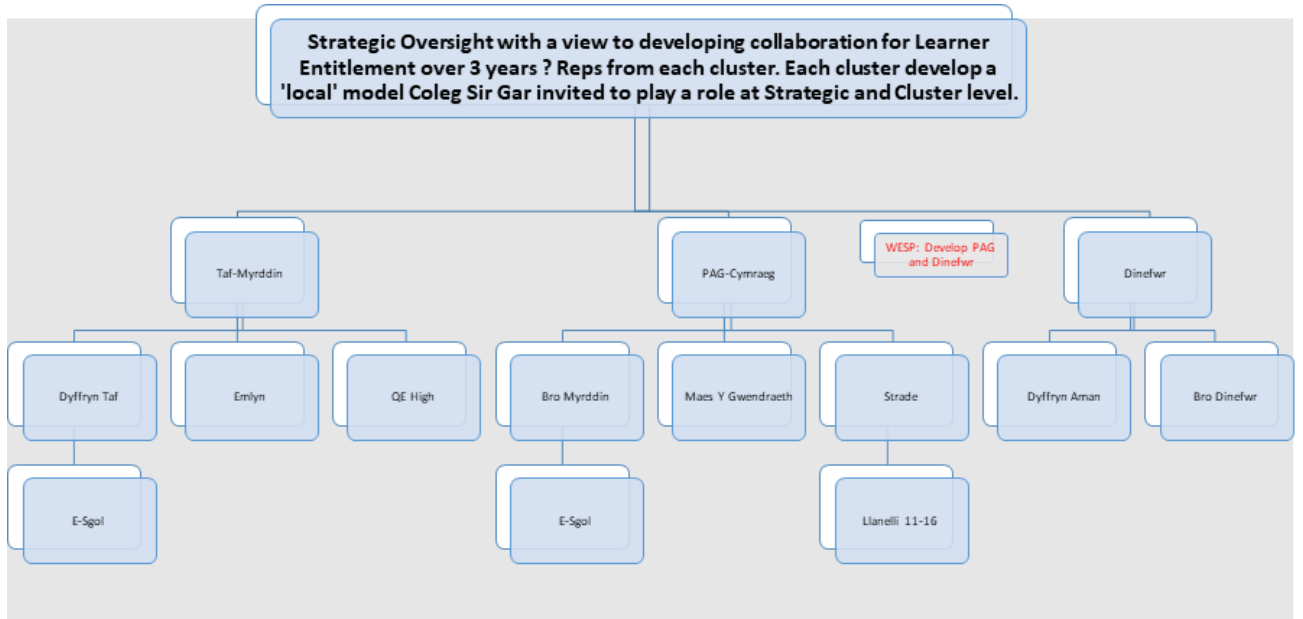 Strategic Oversight with a view to developing collaboration for Learner
Entitlement over 3 years ? Reps from each cluster. Each cluster develop a
'local' model Coleg Sir Gar invited to play a role at Strategic and Cluster level.
Taf-Myrddin
PAG-Cymraeg
WESP: Develop PAG
and Dinefwr
Dinefwr
Dyffryn Taf
Emlyn
QE High
Bro Myrddin
Maes Y Gwendraeth
Strade
Dyffryn Aman
Bro Dinefwr
E-Sgol
E-Sgol
Llanelli 11-16